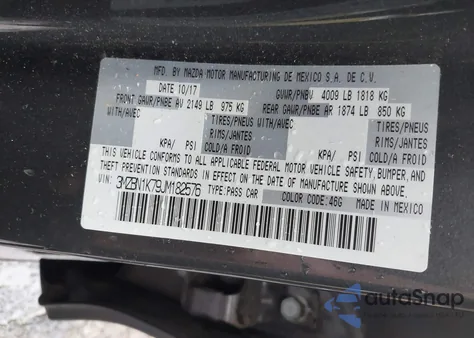 MFD. BY MAZDA MOTOR MANUFACTURING DE MEXICO S.A. DE C.V.
DATE 10/17 GVWR/PNBV 4009 LB 1818 KG
FRONT GAWR/PNBE AV 2149 LB 975 KG REAR GAWR/PNBE AR 1874 LB 850 KG
WITH/AVEC TIRES/PNEUS WITH/AVEC TIRES/PNEUS
RIM/JANTES RIMS/JANTES
KPA/ PSI COLD/A FROID KPA/ PSI COLD/A FROID
THIS VEHICLE CONFORMS TO ALL APPLICABLE FEDERAL MOTOR VEHICLE SAFETY, BUMPER, AND
THEFT PREVENTION STANDARDS IN EFFECT ON THE DATE OF MANUFACTURE SHOWN ABOVE.
VIN: 3MZBN1K79JM182576 TYPE:PASS CAR COLOR CODE:46G MADE IN MEXICO
autoSnap